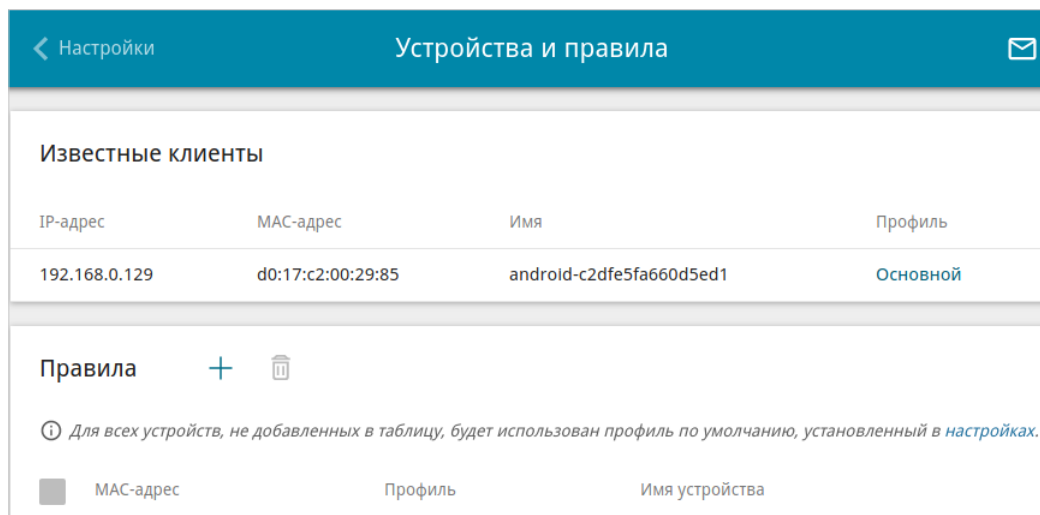 Настройки Устройства и правила
Известные клиенты
IP-адрес MAC-адрес Имя Профиль
192.168.0.129 d0:17:c2:00:29:85 android-c2dfe5fa660d5ed1 Основной
Правила
Для всех устройств, не добавленных в таблицу, будет использован профиль по умолчанию, установленный в настройках.
MAC-адрес Профиль Имя устройства